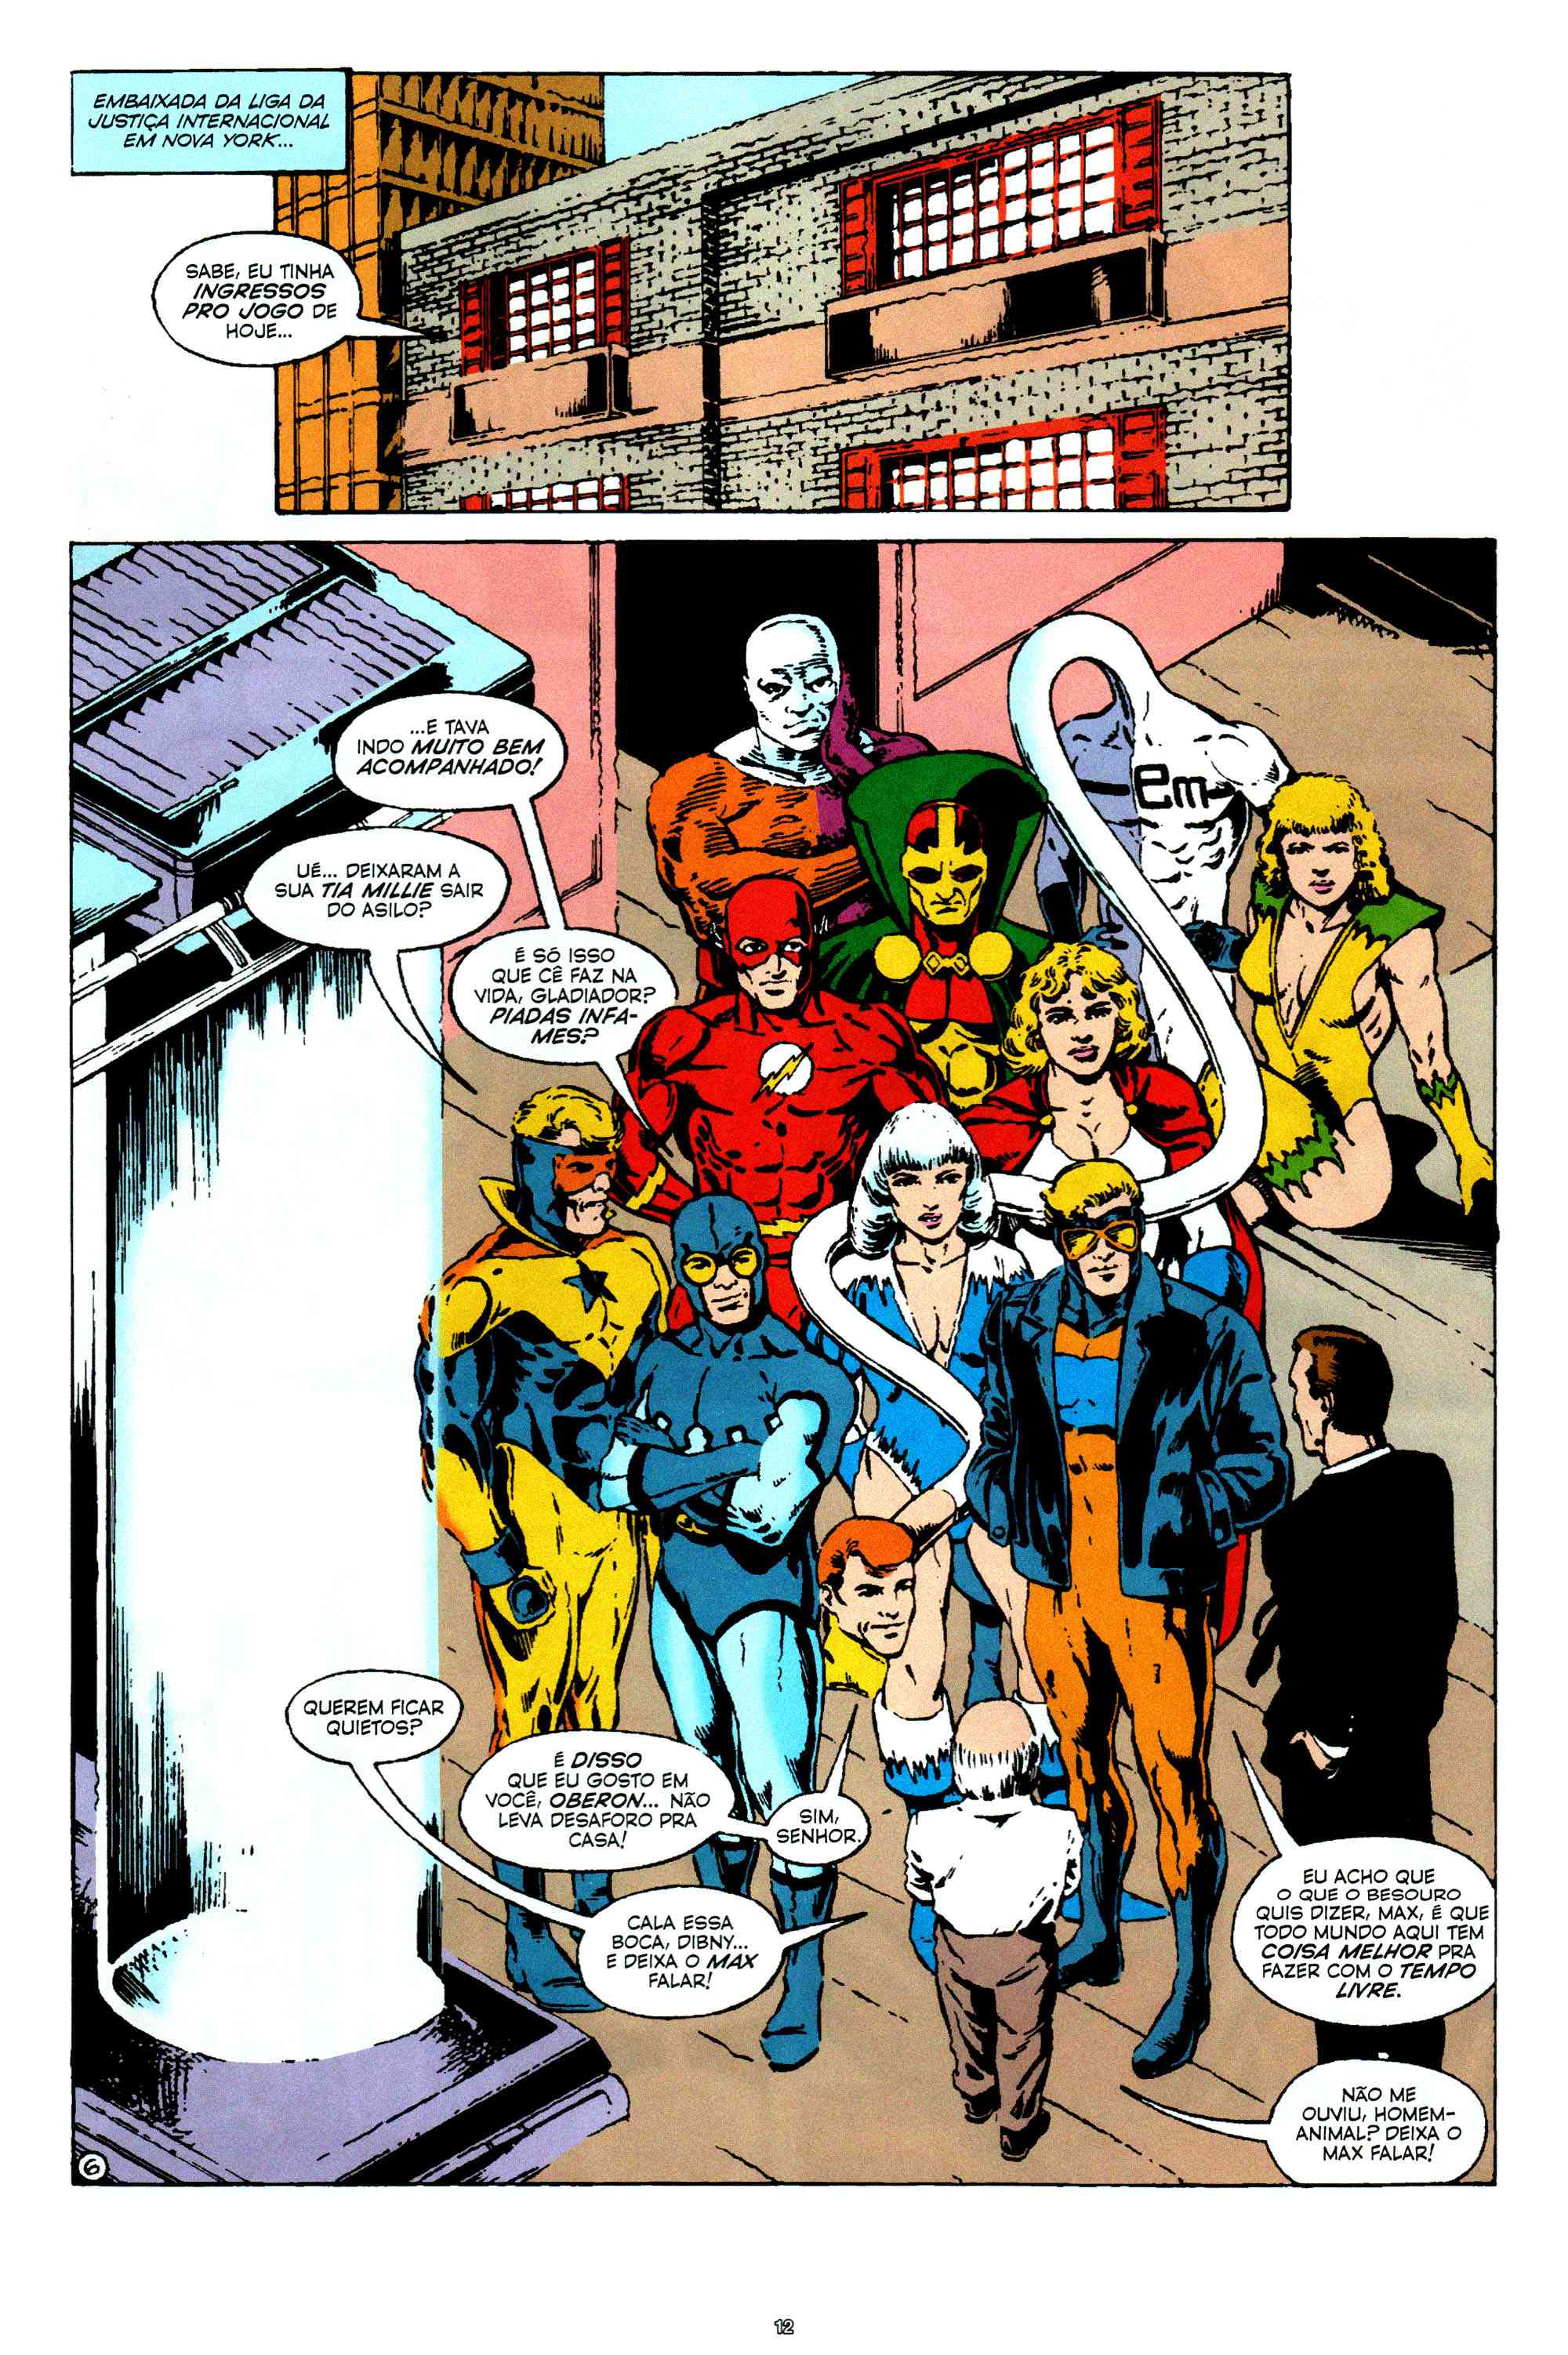 EMBAIXADA DA LIGA DA
JUSTIÇA INTERNACIONAL
EM NOVA YORK...
SABE, EU TINHA
INGRESSOS
PRO JOGO DE
HOJE...
...E TAVA
INDO MUITO BEM
ACOMPANHADO!
UÉ... DEIXARAM A
SUA TIA MILLIE SAIR
DO ASILO?
É SÓ ISSO
QUE CÊ FAZ NA
VIDA, GLADIADOR?
PIADAS INFA-
MES?
em
QUEREM FICAR
QUIETOS?
É DISSO
QUE EU GOSTO EM
VOCÊ, OBERON... NÃO
LEVA DESAFORO PRA
CASA!
SIM,
SENHOR.
CALA ESSA
BOCA, DIBNY...
E DEIXA O MAX
FALAR!
EU ACHO QUE
O QUE O BESOURO
QUIS DIZER, MAX, É QUE
TODO MUNDO AQUI TEM
COISA MELHOR PRA
FAZER COM O TEMPO
LIVRE.
NÃO ME
OUVIU, HOMEM-
ANIMAL? DEIXA O
MAX FALAR!
6
12